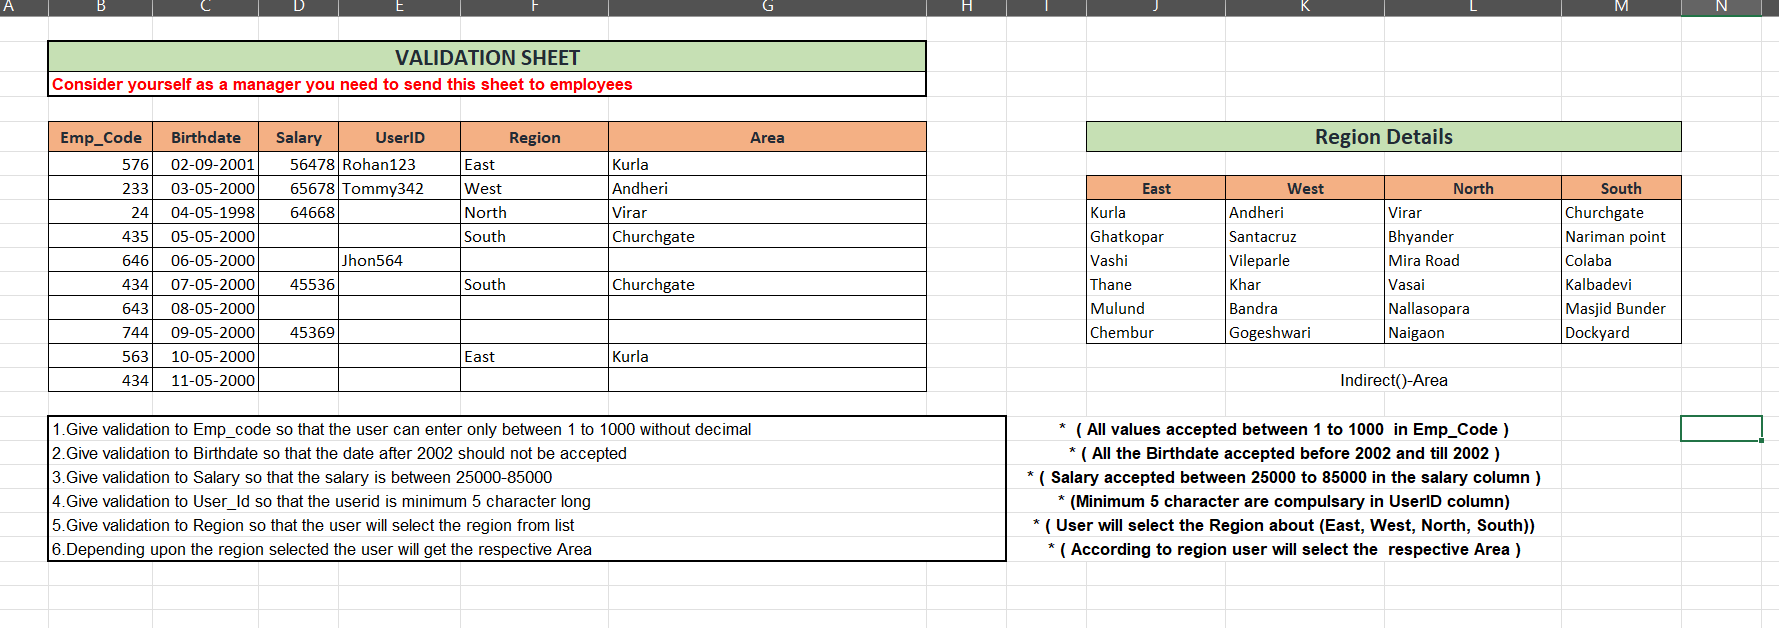 A B C D E F G H I J K L M N
VALIDATION SHEET
Consider yourself as a manager you need to send this sheet to employees
Emp_Code Birthdate Salary UserID Region Area Region Details
576 02-09-2001 56478 Rohan123 East Kurla
233 03-05-2000 65678 Tommy342 West Andheri East West North South
24 04-05-1998 64668 North Virar Kurla Andheri Virar Churchgate
435 05-05-2000 South Churchgate Ghatkopar Santacruz Bhyander Nariman point
646 06-05-2000 Jhon564 Vashi Vileparle Mira Road Colaba
434 07-05-2000 45536 South Churchgate Thane Khar Vasai Kalbadevi
643 08-05-2000 Mulund Bandra Nallasopara Masjid Bunder
744 09-05-2000 45369 Chembur Gogeshwari Naigaon Dockyard
563 10-05-2000 East Kurla
434 11-05-2000 Indirect()-Area
1.Give validation to Emp_code so that the user can enter only between 1 to 1000 without decimal * ( All values accepted between 1 to 1000 in Emp_Code )
2.Give validation to Birthdate so that the date after 2002 should not be accepted * ( All the Birthdate accepted before 2002 and till 2002 )
3.Give validation to Salary so that the salary is between 25000-85000 * ( Salary accepted between 25000 to 85000 in the salary column )
4.Give validation to User_Id so that the userid is minimum 5 character long * (Minimum 5 character are compulsary in UserID column)
5.Give validation to Region so that the user will select the region from list * ( User will select the Region about (East, West, North, South))
6.Depending upon the region selected the user will get the respective Area * ( According to region user will select the respective Area )